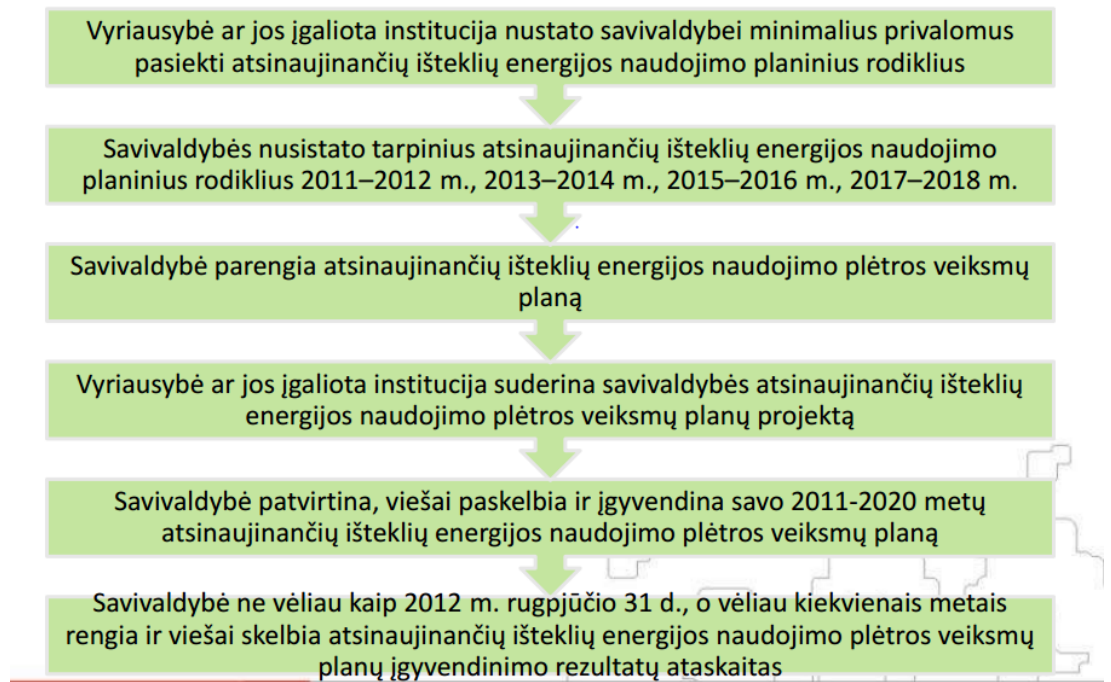 Vyriausybė ar jos įgaliota institucija nustato savivaldybei minimalius privalomus
pasiekti atsinaujinančių išteklių energijos naudojimo planinius rodiklius
Savivaldybės nusistato tarpinius atsinaujinančių išteklių energijos naudojimo
planinius rodiklius 2011–2012 m., 2013–2014 m., 2015–2016 m., 2017–2018 m.
Savivaldybė parengia atsinaujinančių išteklių energijos naudojimo plėtros veiksmų
planą
Vyriausybė ar jos įgaliota institucija suderina savivaldybės atsinaujinančių išteklių
energijos naudojimo plėtros veiksmų planų projektą
Savivaldybė patvirtina, viešai paskelbia ir įgyvendina savo 2011-2020 metų
atsinaujinančių išteklių energijos naudojimo plėtros veiksmų planą
Savivaldybė ne vėliau kaip 2012 m. rugpjūčio 31 d., o vėliau kiekvienais metais
rengia ir viešai skelbia atsinaujinančių išteklių energijos naudojimo plėtros veiksmų
planų įgyvendinimo rezultatų ataskaitas